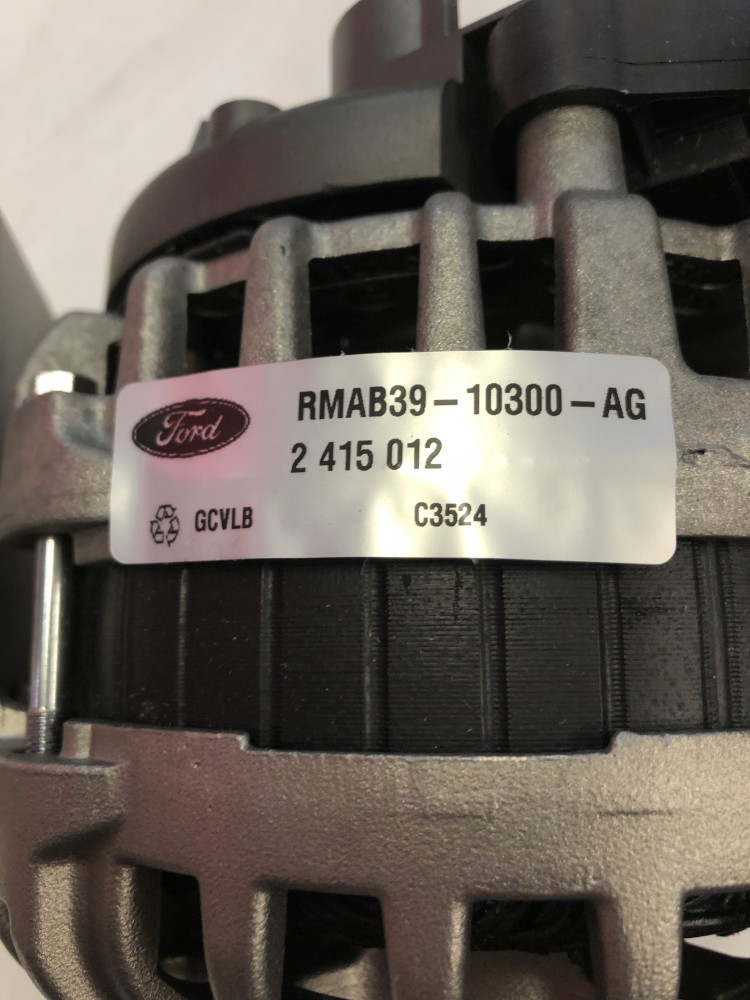 Ford
RMAB39-10300-AG
2 415 012
GCVLB C3524